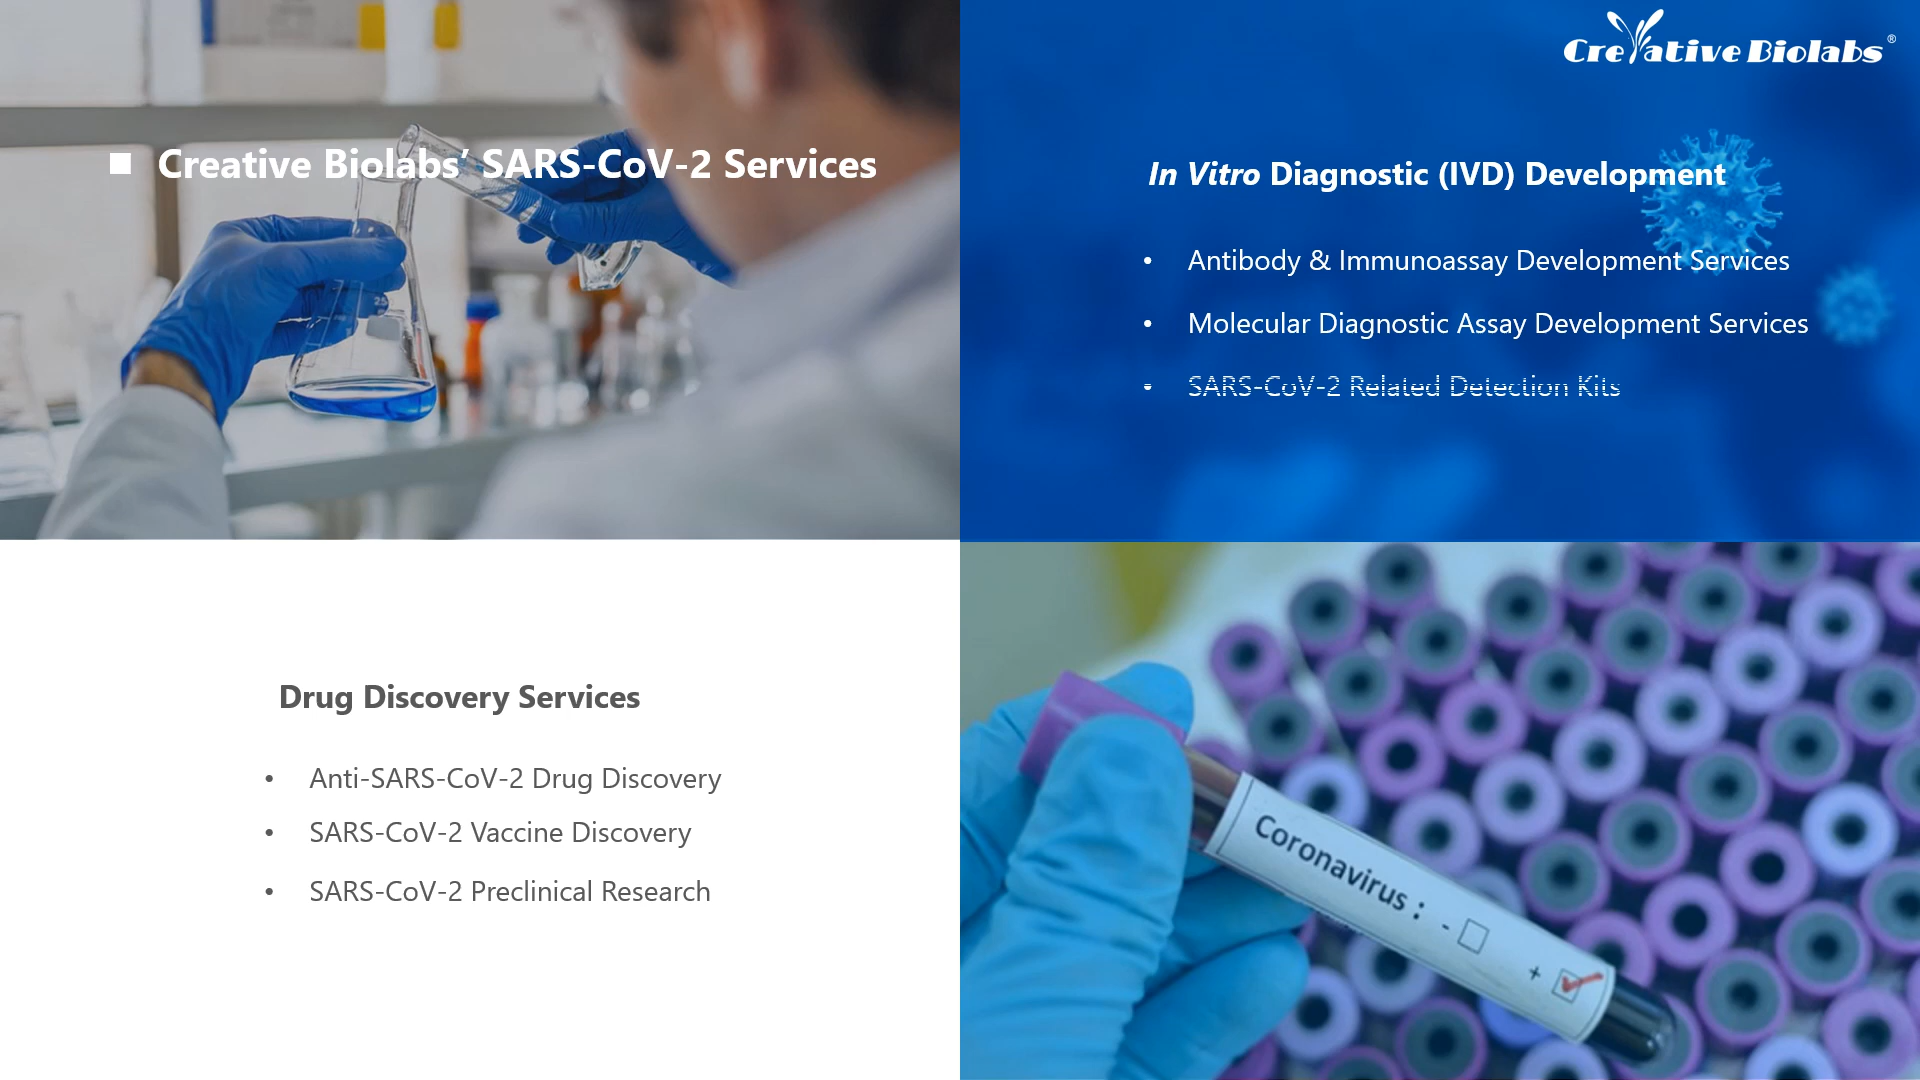 Creative Biolabs®
■ Creative Biolabs’ SARS-CoV-2 Services
In Vitro Diagnostic (IVD) Development
• Antibody & Immunoassay Development Services
• Molecular Diagnostic Assay Development Services
• SARS-CoV-2 Related Detection Kits
Drug Discovery Services
• Anti-SARS-CoV-2 Drug Discovery
• SARS-CoV-2 Vaccine Discovery
• SARS-CoV-2 Preclinical Research
Coronavirus :
- ☐
+ ☑